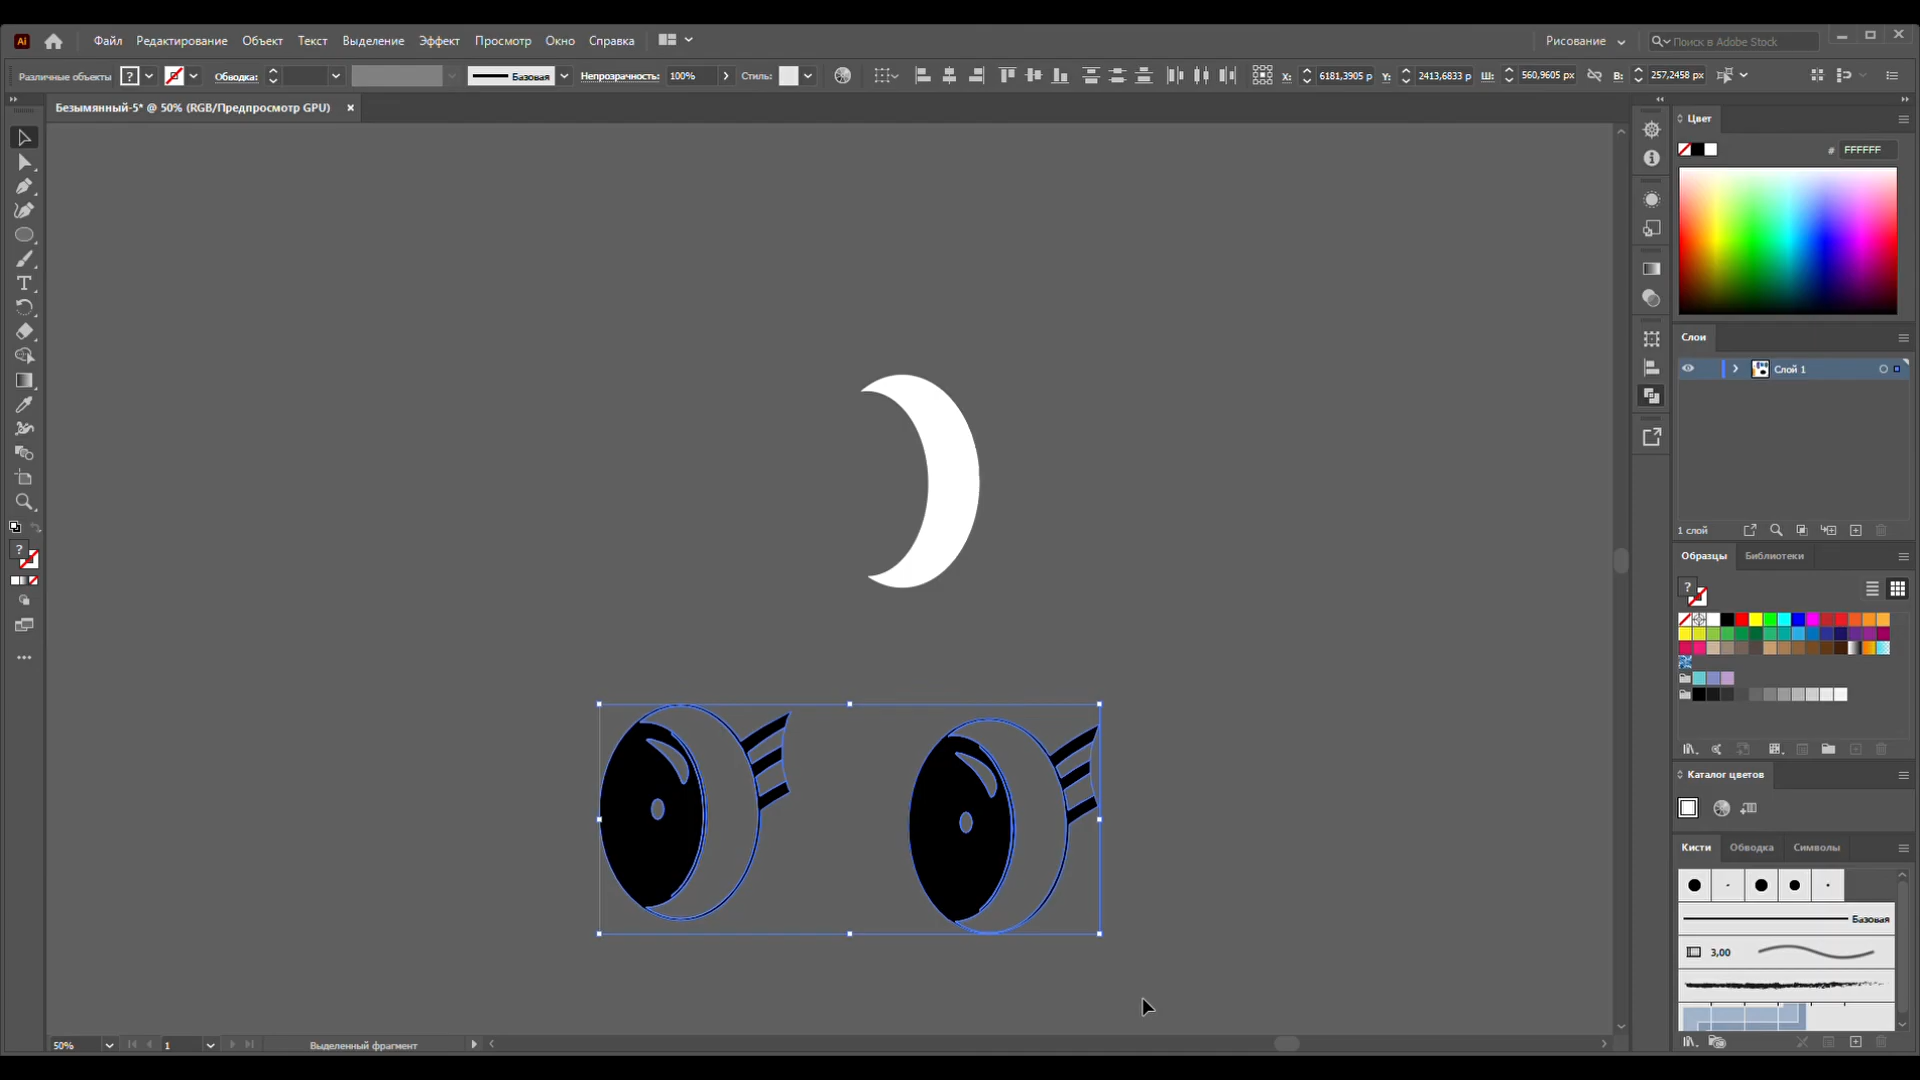 Ai Файл Редактирование Объект Текст Выделение Эффект Просмотр Окно Справка Рисование Поиск в Adobe Stock
Различные объекты ? Обводка: Базовая Непрозрачность: 100% Стиль: X: 6181,3905 p Y: 2413,6833 p Ш: 560,9605 px В: 257,2458 px
Безымянный-5* @ 50% (RGB/Предпросмотр GPU) ×
Цвет
# FFFFFF
Слои
Слой 1
1 слой
Образцы Библиотеки
?
?
Каталог цветов
Кисти Обводка Символы
Базовая
3,00
50% 1 Выделенный фрагмент